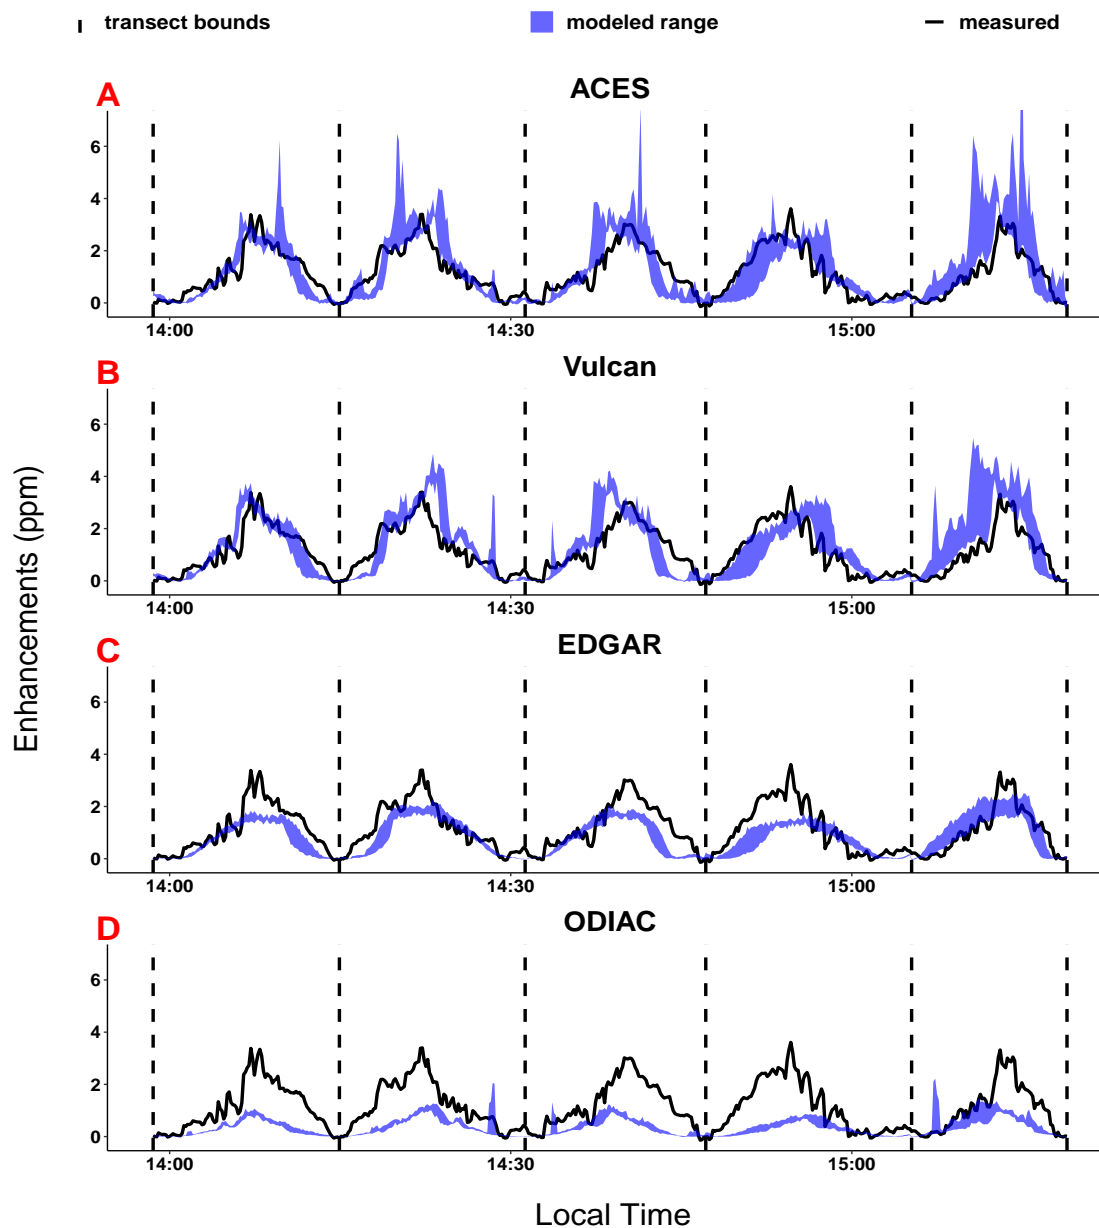 transect bounds modeled range measured
A ACES
6
4
2
0
14:00 14:30 15:00
B Vulcan
6
4
2
0
14:00 14:30 15:00
Enhancements (ppm)
C EDGAR
6
4
2
0
14:00 14:30 15:00
D ODIAC
6
4
2
0
14:00 14:30 15:00
Local Time